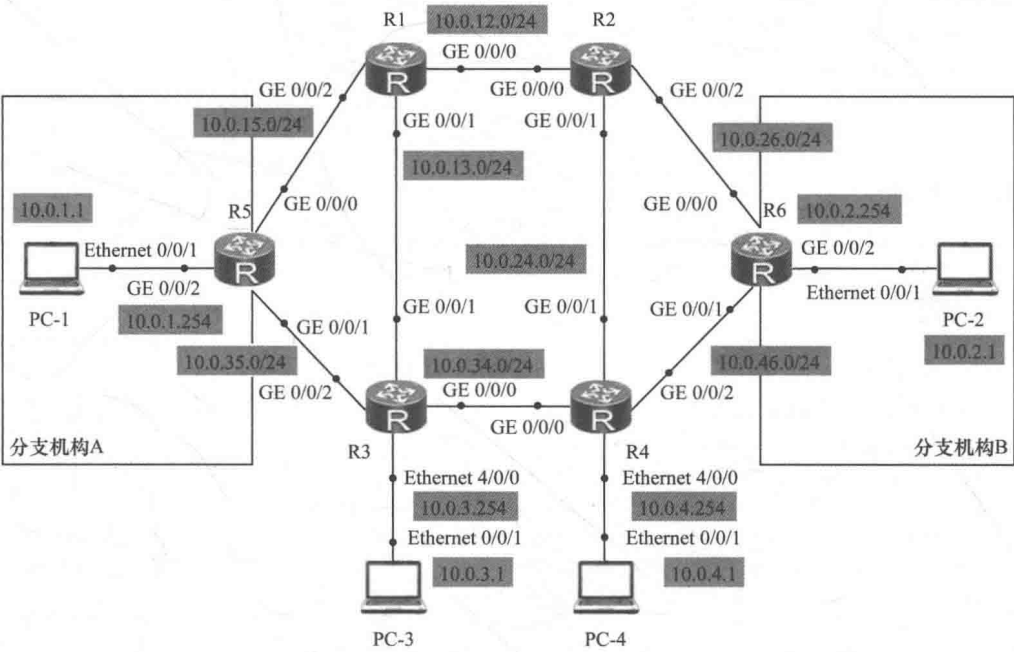 R1
10.0.12.0/24
R2
GE 0/0/0
GE 0/0/2
GE 0/0/0
GE 0/0/2
10.0.15.0/24
GE 0/0/1
GE 0/0/1
10.0.26.0/24
10.0.13.0/24
10.0.1.1
R5
GE 0/0/0
GE 0/0/0
R6
10.0.2.254
Ethernet 0/0/1
GE 0/0/2
10.0.24.0/24
GE 0/0/2
Ethernet 0/0/1
PC-1
10.0.1.254
GE 0/0/1
GE 0/0/1
GE 0/0/1
GE 0/0/1
PC-2
10.0.2.1
10.0.35.0/24
10.0.34.0/24
10.0.46.0/24
GE 0/0/2
GE 0/0/0
GE 0/0/2
GE 0/0/0
分支机构A
R3
R4
分支机构B
Ethernet 4/0/0
Ethernet 4/0/0
10.0.3.254
10.0.4.254
Ethernet 0/0/1
Ethernet 0/0/1
10.0.3.1
10.0.4.1
PC-3
PC-4
R
R
R
R
R
R